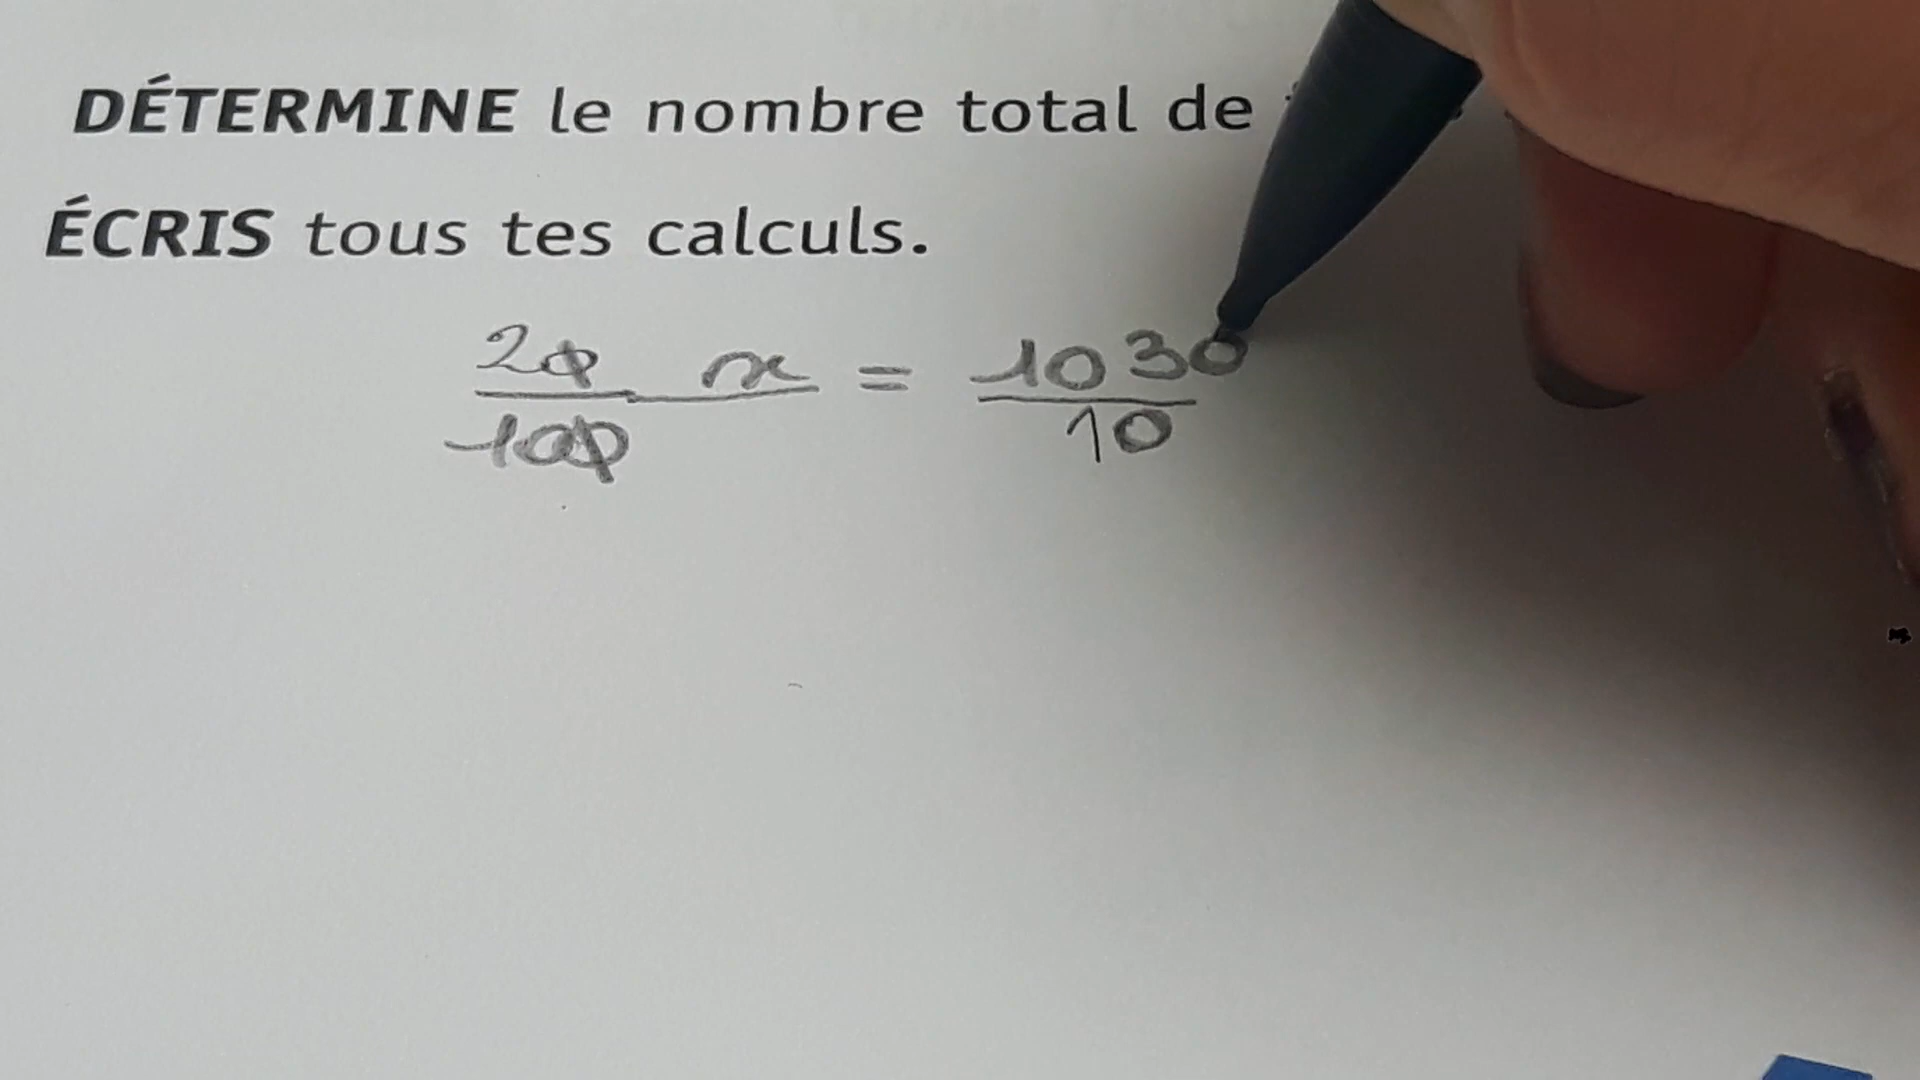 DÉTERMINE le nombre total de
ÉCRIS tous tes calculs.
20 x = 1030
100 10